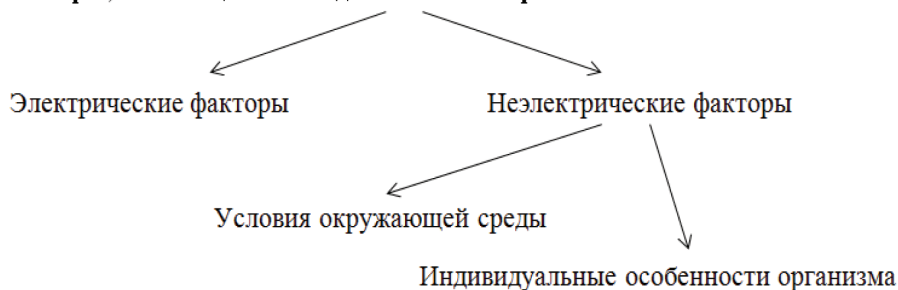 Электрические факторы
Неэлектрические факторы
Условия окружающей среды
Индивидуальные особенности организма